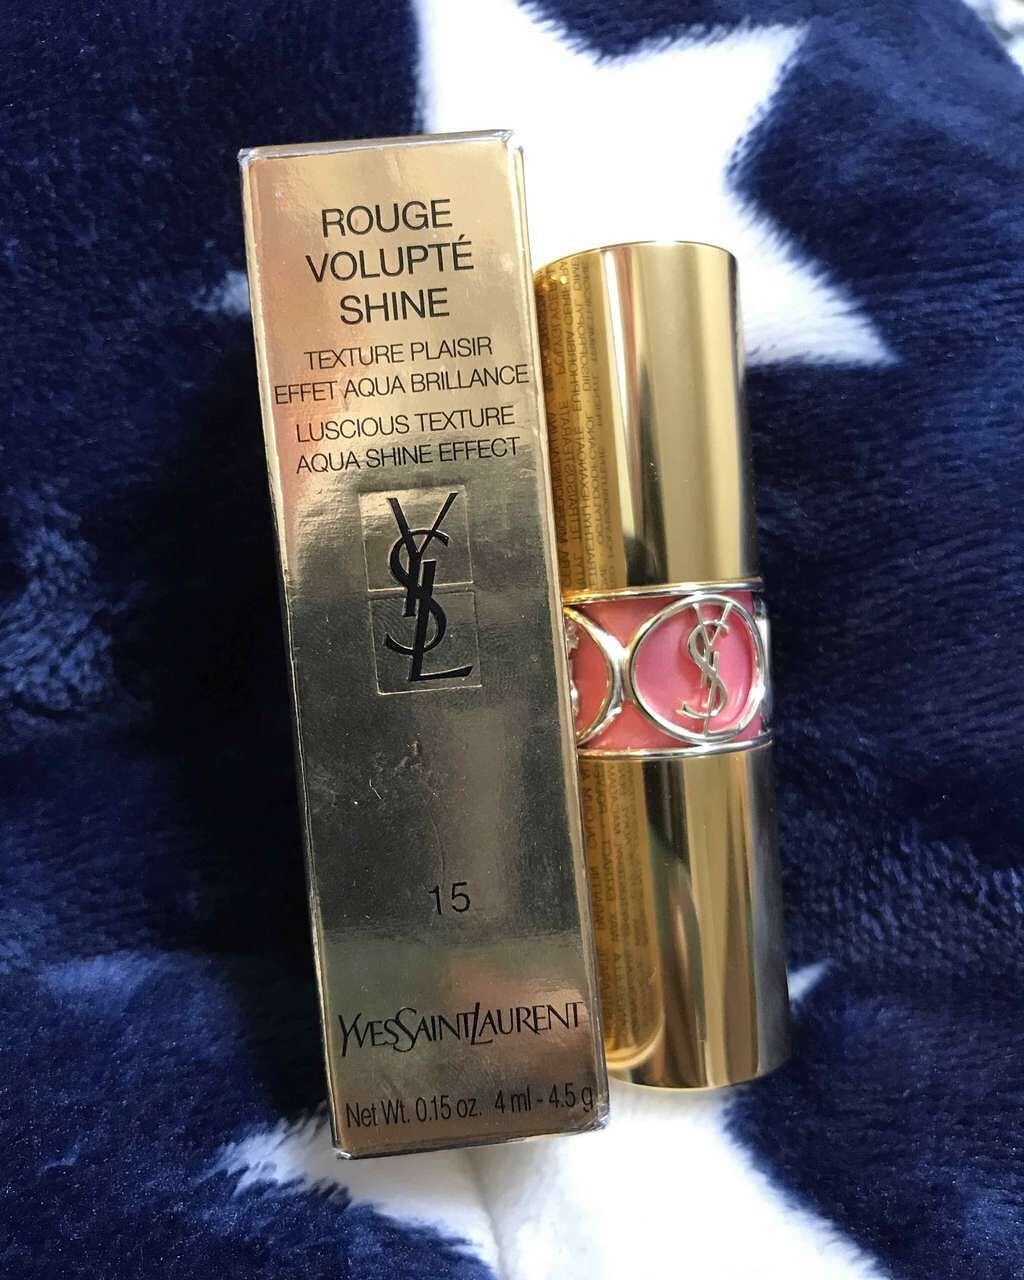 ROUGE
VOLUPTÉ
SHINE
TEXTURE PLAISIR
EFFET AQUA BRILLANCE
LUSCIOUS TEXTURE
AQUA SHINE EFFECT
YSL
15
YVESSAINTLAURENT
Net Wt. 0.15 oz. 4 ml - 4.5 g
YSL